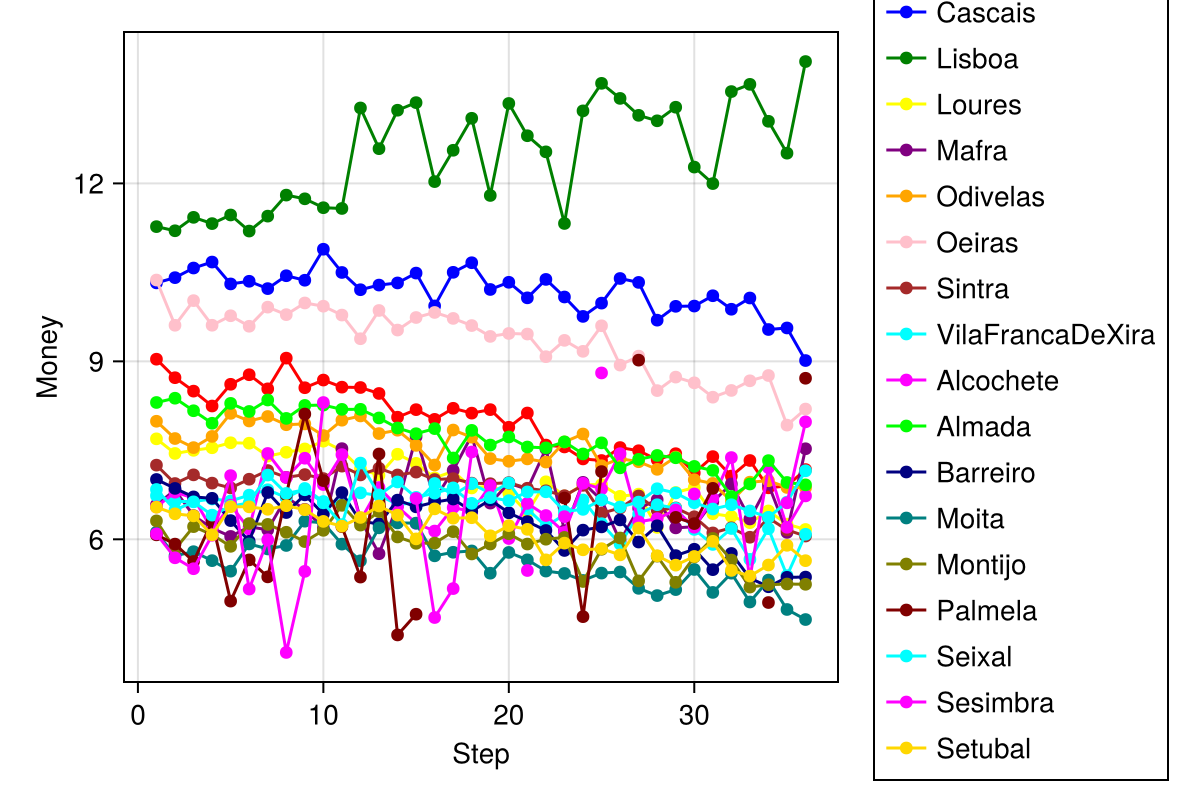 Money
12
9
6
0
10
20
30
Step
Cascais
Lisboa
Loures
Mafra
Odivelas
Oeiras
Sintra
VilaFrancaDeXira
Alcochete
Almada
Barreiro
Moita
Montijo
Palmela
Seixal
Sesimbra
Setubal